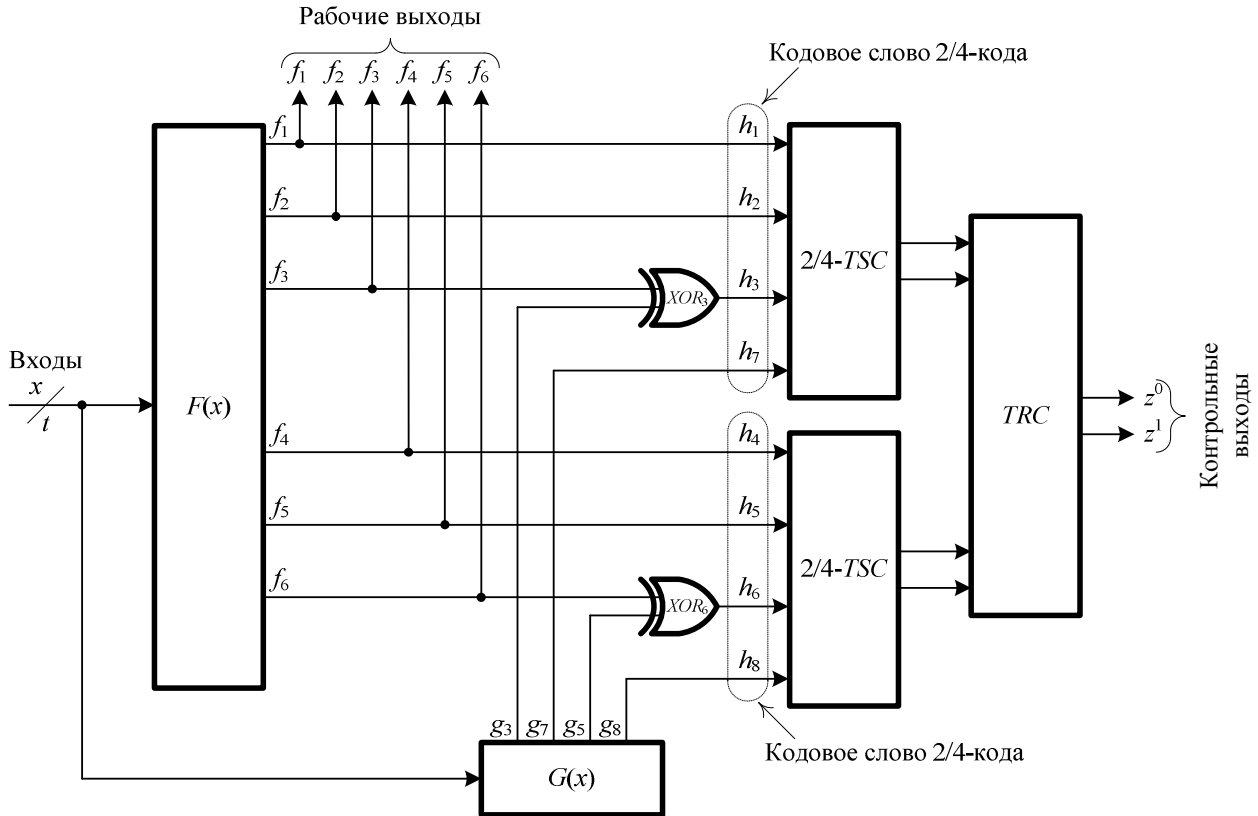 Рабочие выходы
f₁ f₂ f₃ f₄ f₅ f₆
Кодовое слово 2/4-кода
f₁
h₁
f₂
h₂
2/4-TSC
f₃
XOR₃
h₃
h₇
Входы
x
t
F(x)
TRC
z⁰
z¹
Контрольные
выходы
f₄
h₄
f₅
h₅
2/4-TSC
f₆
XOR₆
h₆
h₈
g₃ g₇ g₅ g₈
G(x)
Кодовое слово 2/4-кода